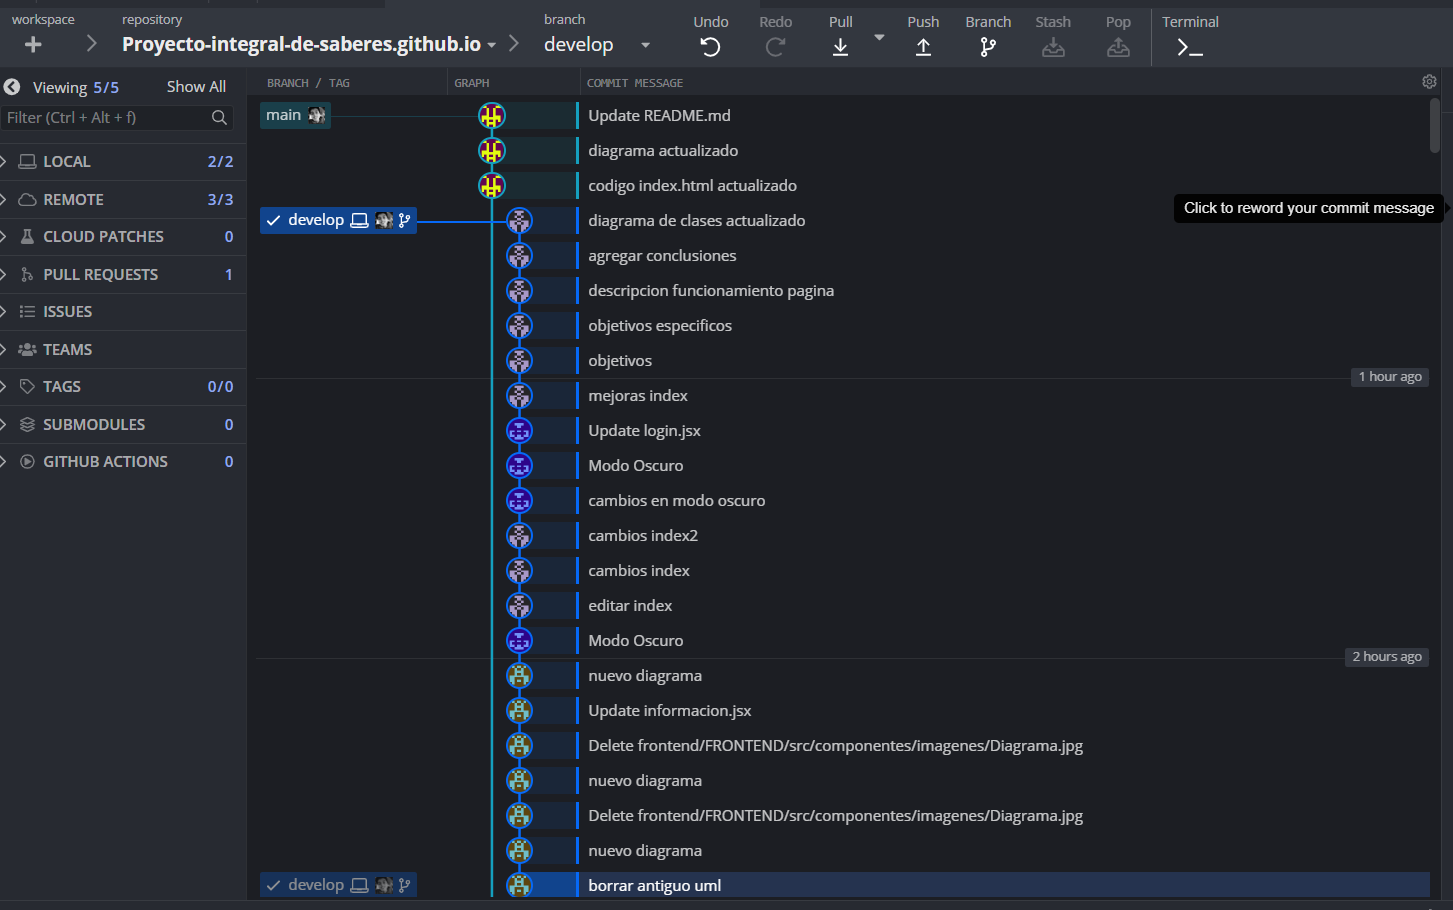 workspace
repository
branch
Undo
Redo
Pull
Push
Branch
Stash
Pop
Terminal
Proyecto-integral-de-saberes.github.io
develop
Viewing 5/5
Show All
Filter (Ctrl + Alt + f)
LOCAL 2/2
REMOTE 3/3
CLOUD PATCHES 0
PULL REQUESTS 1
ISSUES
TEAMS
TAGS 0/0
SUBMODULES 0
GITHUB ACTIONS 0
BRANCH / TAG
GRAPH
COMMIT MESSAGE
main
Update README.md
diagrama actualizado
codigo index.html actualizado
develop
diagrama de clases actualizado
Click to reword your commit message
agregar conclusiones
descripcion funcionamiento pagina
objetivos especificos
objetivos
1 hour ago
mejoras index
Update login.jsx
Modo Oscuro
cambios en modo oscuro
cambios index2
cambios index
editar index
Modo Oscuro
2 hours ago
nuevo diagrama
Update informacion.jsx
Delete frontend/FRONTEND/src/componentes/imagenes/Diagrama.jpg
nuevo diagrama
Delete frontend/FRONTEND/src/componentes/imagenes/Diagrama.jpg
nuevo diagrama
develop
borrar antiguo uml